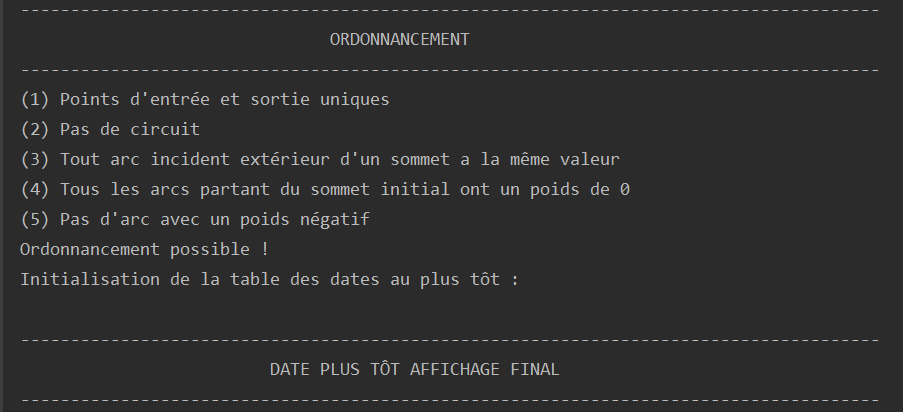 --------------------------------------------------------------------------------------
ORDONNANCEMENT
--------------------------------------------------------------------------------------
(1) Points d'entrée et sortie uniques
(2) Pas de circuit
(3) Tout arc incident extérieur d'un sommet a la même valeur
(4) Tous les arcs partant du sommet initial ont un poids de 0
(5) Pas d'arc avec un poids négatif
Ordonnancement possible !
Initialisation de la table des dates au plus tôt :
--------------------------------------------------------------------------------------
DATE PLUS TÔT AFFICHAGE FINAL
--------------------------------------------------------------------------------------